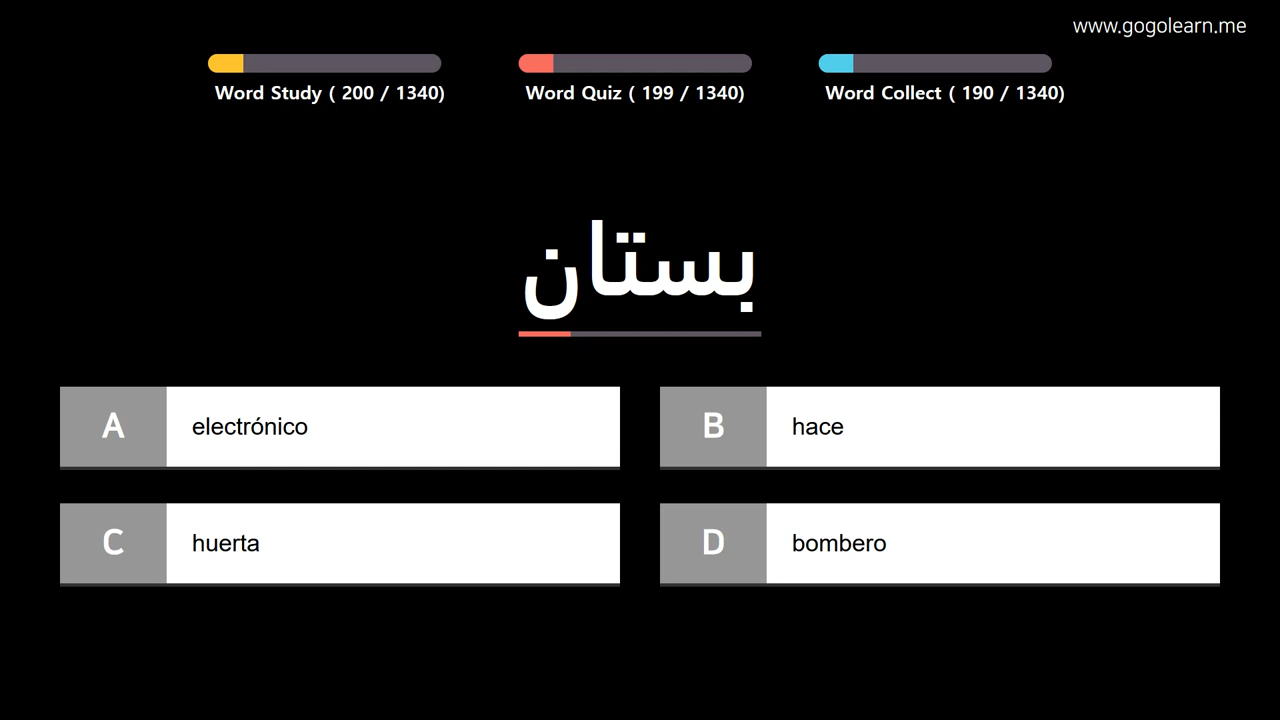 www.gogolearn.me
Word Study ( 200 / 1340)
Word Quiz ( 199 / 1340)
Word Collect ( 190 / 1340)
بستان
A electrónico
B hace
C huerta
D bombero